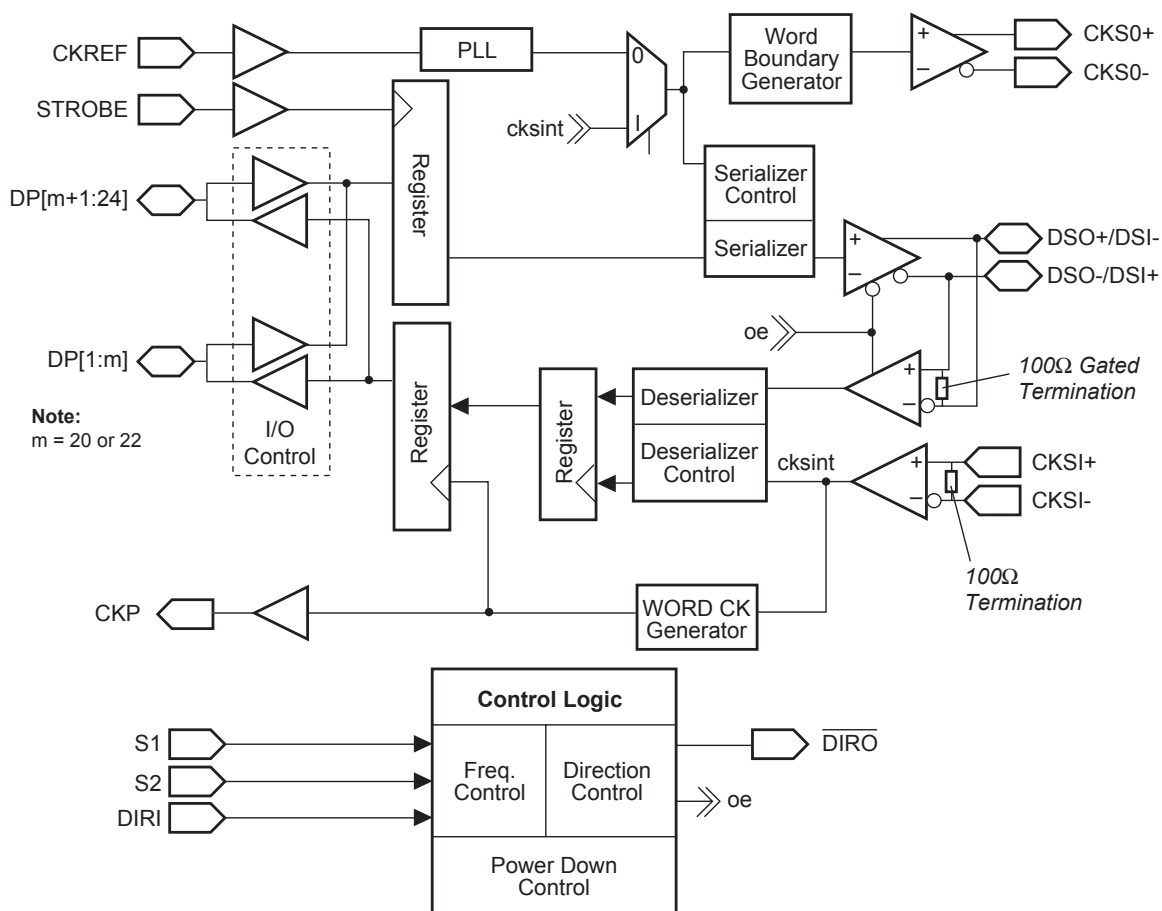 CKREF
PLL
0
Word
Boundary
Generator
+
−
CKS0+
CKS0-
STROBE
cksint
I
Register
DP[m+1:24]
Serializer
Control
Serializer
+
−
DSO+/DSI-
DSO-/DSI+
oe
DP[1:m]
Note:
m = 20 or 22
I/O
Control
Register
Register
Deserializer
Deserializer
Control
+
−
100Ω Gated
Termination
cksint
+
−
CKSI+
CKSI-
100Ω
Termination
CKP
WORD CK
Generator
Control Logic
S1
S2
DIRI
Freq.
Control
Direction
Control
DIRO
oe
Power Down
Control